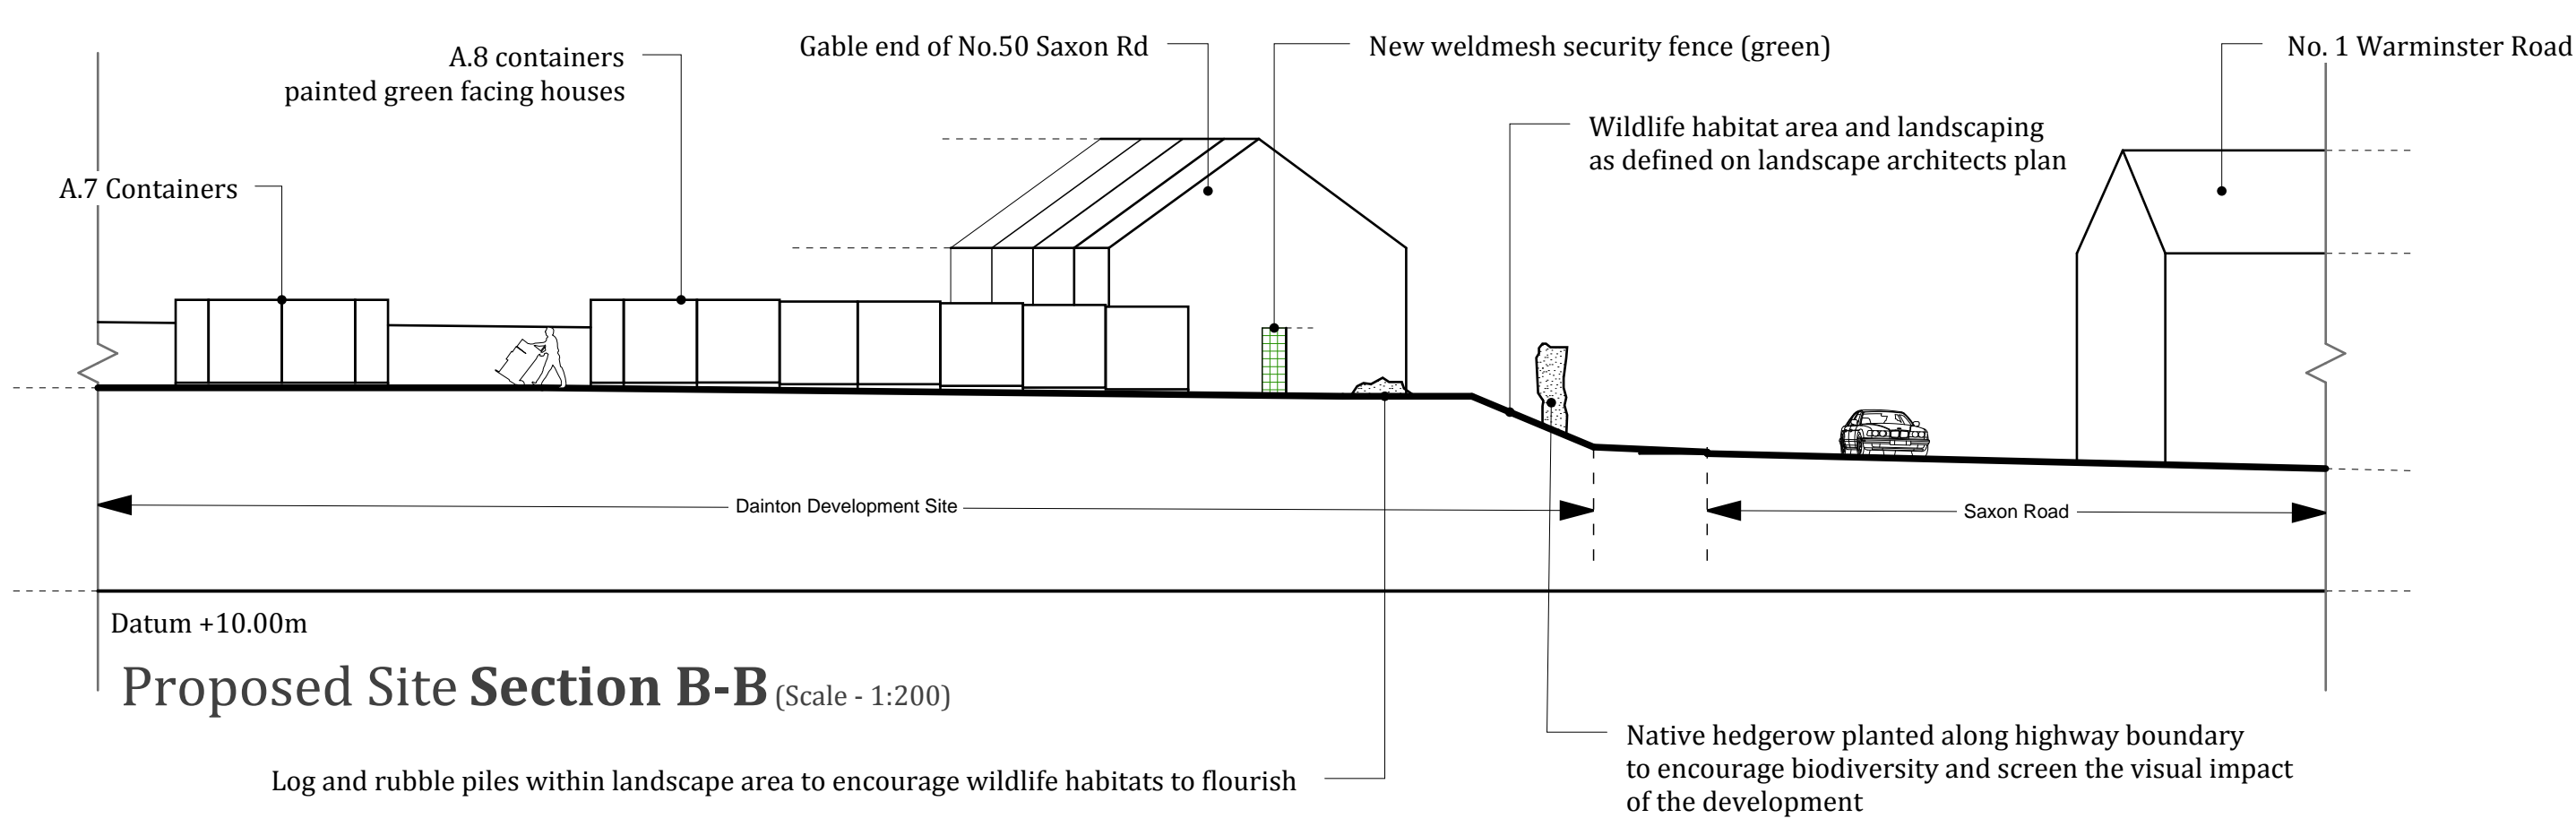 A.8 containers
painted green facing houses
Gable end of No.50 Saxon Rd
New weldmesh security fence (green)
No. 1 Warminster Road
Wildlife habitat area and landscaping
as defined on landscape architects plan
A.7 Containers
Dainton Development Site
Saxon Road
Datum +10.00m
Proposed Site Section B-B (Scale - 1:200)
Log and rubble piles within landscape area to encourage wildlife habitats to flourish
Native hedgerow planted along highway boundary
to encourage biodiversity and screen the visual impact
of the development